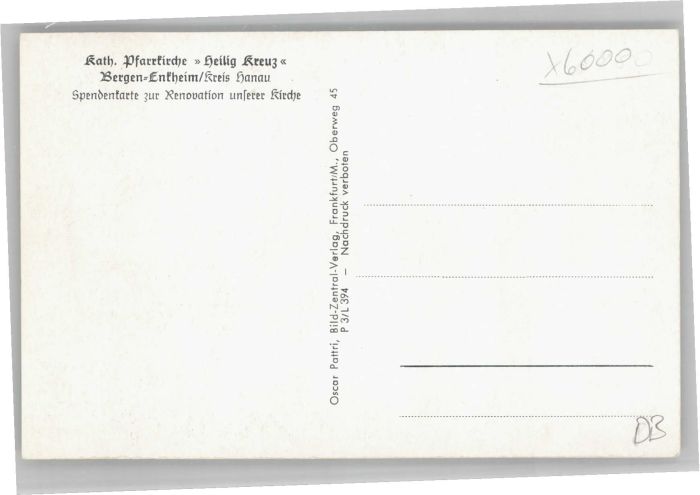 Kath. Pfarrkirche » Heilig Kreuz «
Bergen-Enkheim/Kreis Hanau
Spendenkarte zur Renovation unserer Kirche
Oscar Pattri, Bild-Zentral-Verlag, Frankfurt/M., Oberweg 45
P 3/L 394 — Nachdruck verboten
x60000
DB